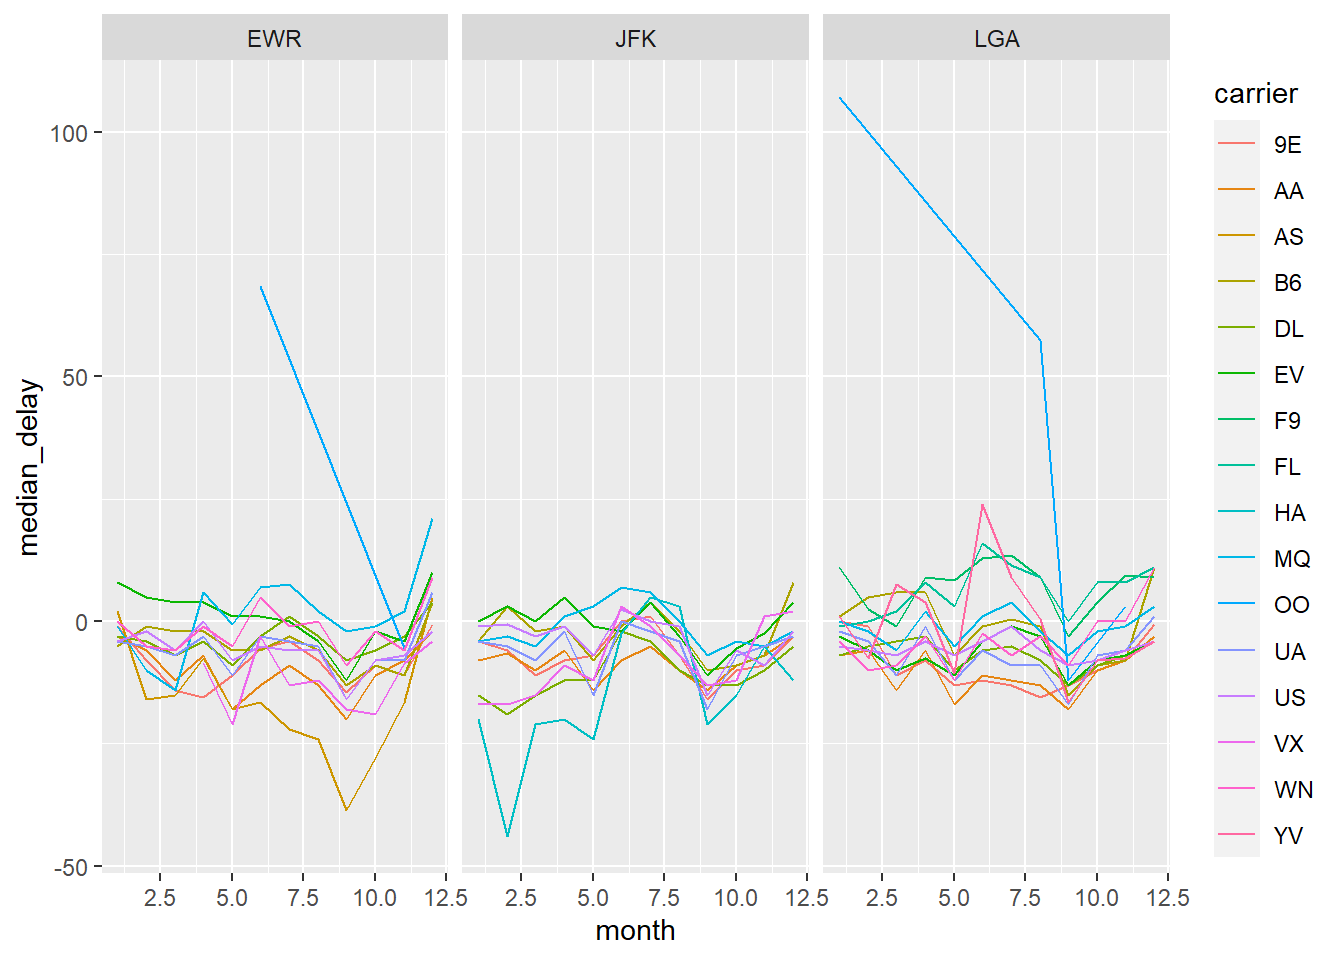 EWR JFK LGA
median_delay
100
50
0
-50
2.5 5.0 7.5 10.0 12.5 2.5 5.0 7.5 10.0 12.5 2.5 5.0 7.5 10.0 12.5
month
carrier
9E
AA
AS
B6
DL
EV
F9
FL
HA
MQ
OO
UA
US
VX
WN
YV